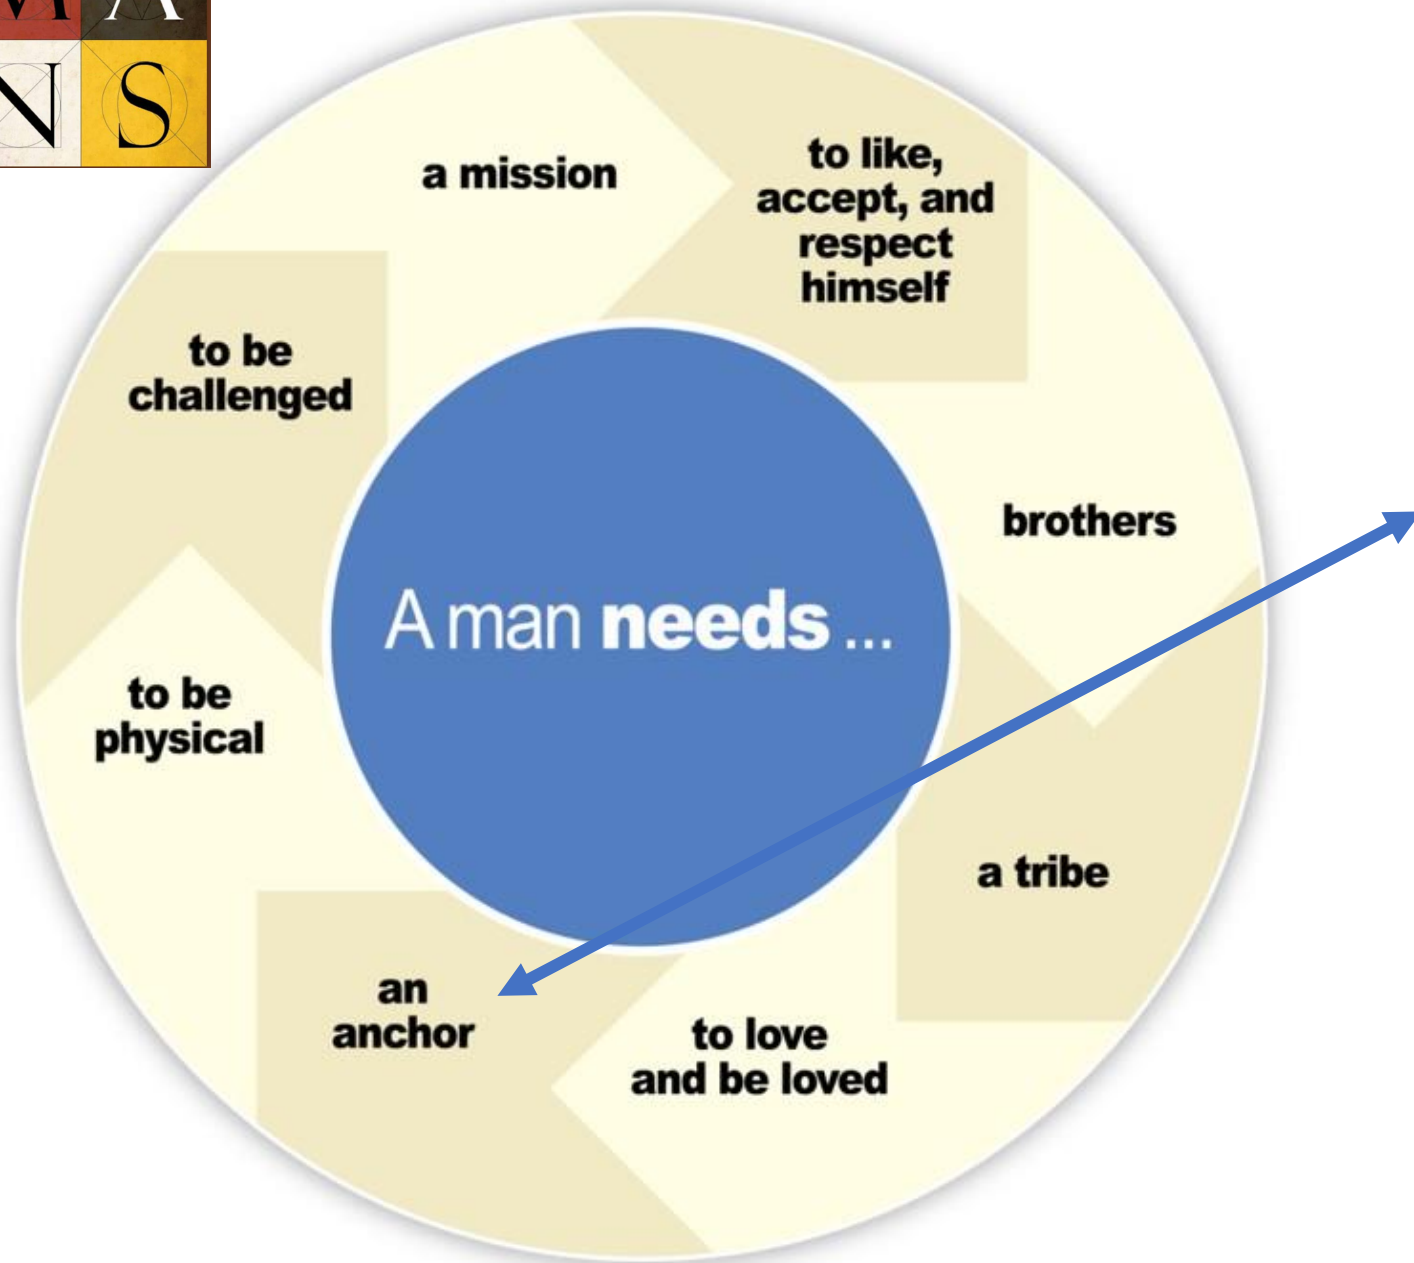 M A
N S
a mission
to like,
accept, and
respect
himself
to be
challenged
brothers
A man needs ...
to be
physical
a tribe
an
anchor
to love
and be loved